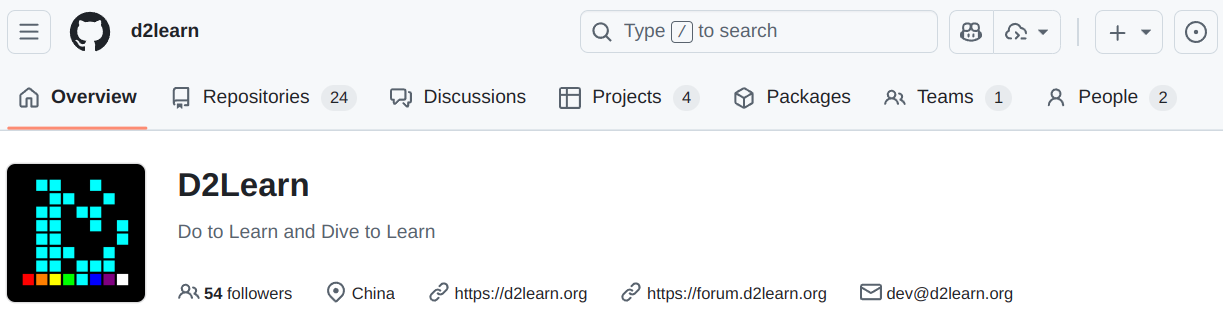 d2learn
Type / to search
Overview Repositories 24 Discussions Projects 4 Packages Teams 1 People 2
D2Learn
Do to Learn and Dive to Learn
54 followers China https://d2learn.org https://forum.d2learn.org dev@d2learn.org